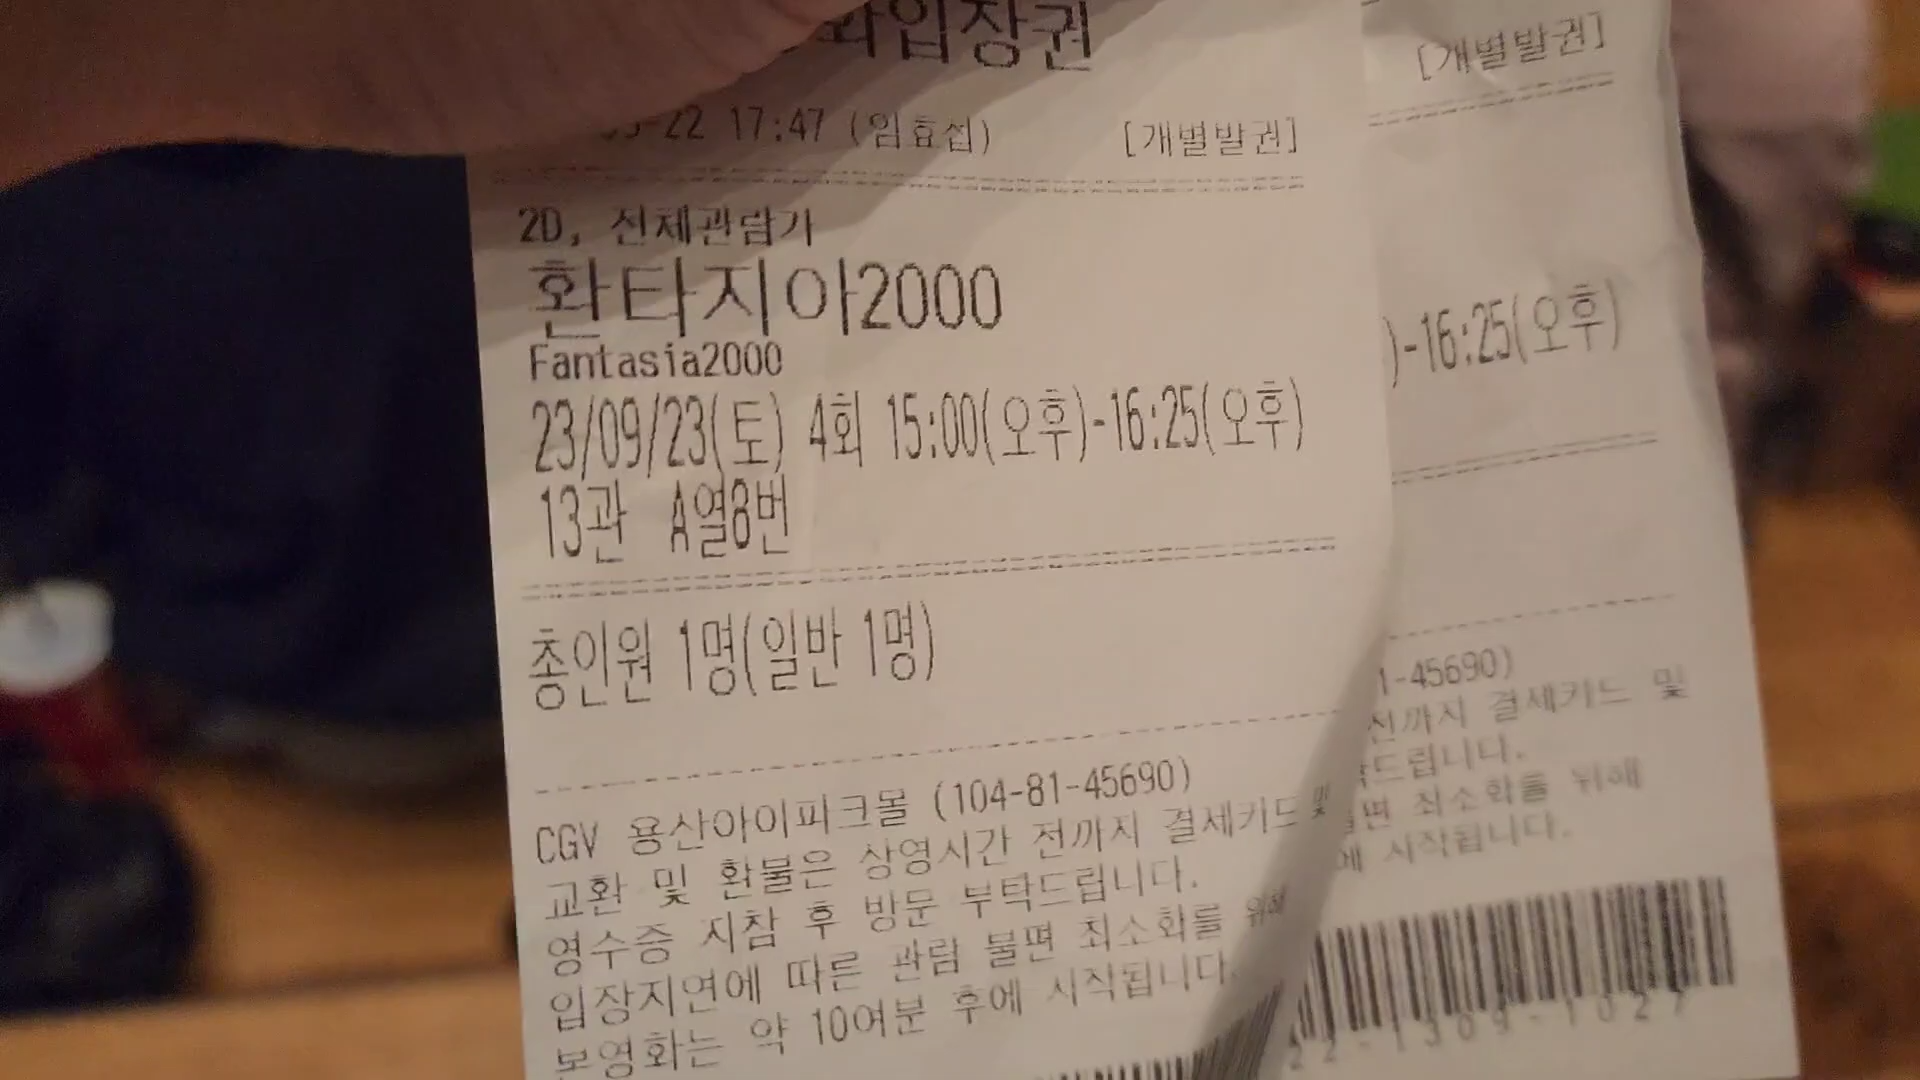 화입장권
[개별발권]
-22 17:47 (임효섭) [개별발권]
2D, 전체관람가
환타지아2000
Fantasia2000
23/09/23(토) 4회 15:00(오후)-16:25(오후)
)-16:25(오후)
13관 A열8번
총인원 1명(일반 1명)
CGV 용산아이파크몰 (104-81-45690)
교환 및 환불은 상영시간 전까지 결제카드 및
영수증 지참 후 방문 부탁드립니다.
입장지연에 따른 관람 불편 최소화를 위해
본영화는 약 10여분 후에 시작됩니다.
1-45690)
전까지 결제카드 및
탁드립니다.
불편 최소화를 위해
에 시작됩니다.
22-1309-1027